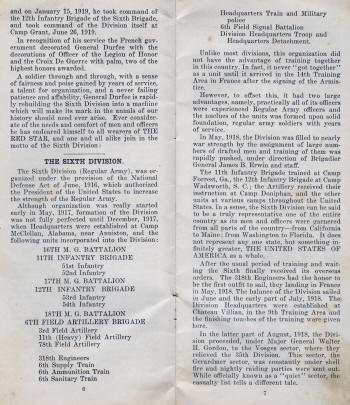 and on January 15, 1919, he took command of
the 12th Infantry Brigade of the Sixth Brigade,
and took command of the Division itself at
Camp Grant, June 26, 1919.
In recognition of his service the French gov-
ernment decorated General Durfee with the
decorations of Officer of the Legion of Honor
and the Croix de Guerre with palm, two of the
highest honors awarded.
A soldier through and through, with a sense
of fairness and poise gained by years of service,
a talent for organization, and a never failing
patience and affability, General Durfee is rapid-
ly rebuilding the Sixth Division into a machine
which will make its mark in the annals of our
history should need ever arise. Ever consider-
ate of the needs and comfort of men and officers
he has endeared himself to all wearers of THE
RED STAR, and one and all alike join in the
motto of the Sixth Division:
THE SIXTH DIVISION.
The Sixth Division (Regular Army), was or-
ganized under the provision of the National
Defense Act of June, 1916, which authorized
the President of the United States to increase
the strength of the Regular Army.
Although organization was really started
early in May, 1917, formation of the Division
was not fully perfected until December, 1917,
when Headquarters were established at Camp
McClellan, Alabama, near Anniston, and the
following units incorporated into the Division:
16TH M. G. BATTALION
11TH INFANTRY BRIGADE
51st Infantry
52nd Infantry
17TH M. G. BATTALION
12TH INFANTRY BRIGADE
53rd Infantry
54th Infantry
18TH M. G. BATTALION
6TH FIELD ARTILLERY BRIGADE
3rd Field Artillery
11th (Heavy) Field Artillery
78th Field Artillery
318th Engineers
6th Supply Train
6th Ammunition Train
6th Sanitary Train
6
Headquarters Train and Military
police
6th Field Signal Battalion
Division Headquarters Troop and
Headquarters Detachment.
Unlike most divisions, this organization did
not have the advantage of training together
in this country. In fact, it never "got together"
as a unit until it arrived in the 14th Training
Area in France after the signing of the Armis-
tice.
However, to offset this, it had two large
advantages, namely, practically all of its officers
were experienced Regular Army officers and
the nucleus of the units was formed upon solid
foundation, regular army soldiers with years
of service.
In May, 1918, the Division was filled to nearly
war strength by the assignment of large num-
bers of drafted men and training of them was
rapidly pushed, under direction of Brigadier
General James B. Erwin and staff.
The 11th Infantry Brigade trained at Camp
Forrest, Ga., the 12th Infantry Brigade at Camp
Wadsworth, S. C.; the Artillery received their
instruction at Camp Doniphan, and the other
units at various camps throughout the United
States. In a sense, the Sixth Division can be said
to be a truly representative one of the entire
country as its men and officers were gathered
from all parts of the country—from California
to Maine; from Washington to Florida. It does
not represent any one state, but something in-
finitely greater, THE UNITED STATES OF
AMERICA as a whole.
After the usual period of training and wait-
ing the Sixth finally received its overseas
orders. The 318th Engineers had the honor to
be the first outfit to sail, they landing in France
in May, 1918. The balance of the Division sailed
in June and the early part of July, 1918. The
Division Headquarters were established at
Chateau Villan, in the 9th Training Area and
the finishing touches of the training were given
here.
In the latter part of August, 1918, the Divi-
sion proceeded, under Major General Walter
H. Gordon, to the Vosges sector, where they
relieved the 35th Division. This sector, the
Gerardmer sector, was constantly under shell
fire and nightly raiding parties were sent out.
While officially known as a "quiet" sector, the
casualty list tells a different tale.
7